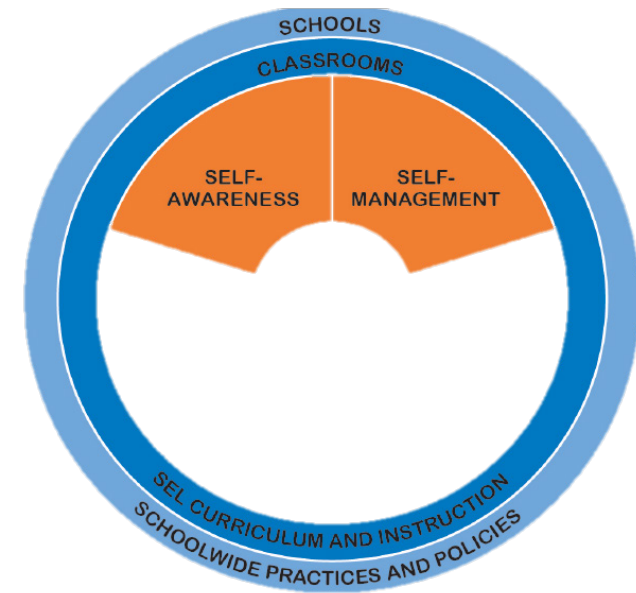 SCHOOLS
CLASSROOMS
SELF-
AWARENESS
SELF-
MANAGEMENT
SEL CURRICULUM AND INSTRUCTION
SCHOOLWIDE PRACTICES AND POLICIES